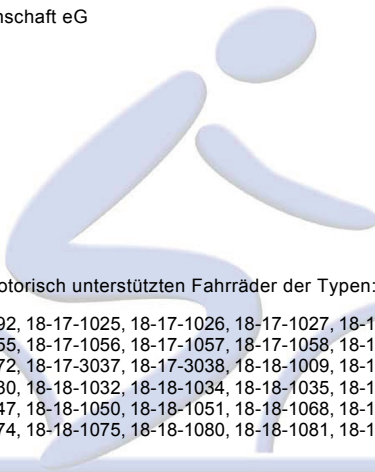 nschaft eG
otorisch unterstützten Fahrräder der Typen:
92, 18-17-1025, 18-17-1026, 18-17-1027, 18-1
55, 18-17-1056, 18-17-1057, 18-17-1058, 18-1
72, 18-17-3037, 18-17-3038, 18-18-1009, 18-1
30, 18-18-1032, 18-18-1034, 18-18-1035, 18-1
47, 18-18-1050, 18-18-1051, 18-18-1068, 18-1
74, 18-18-1075, 18-18-1080, 18-18-1081, 18-1